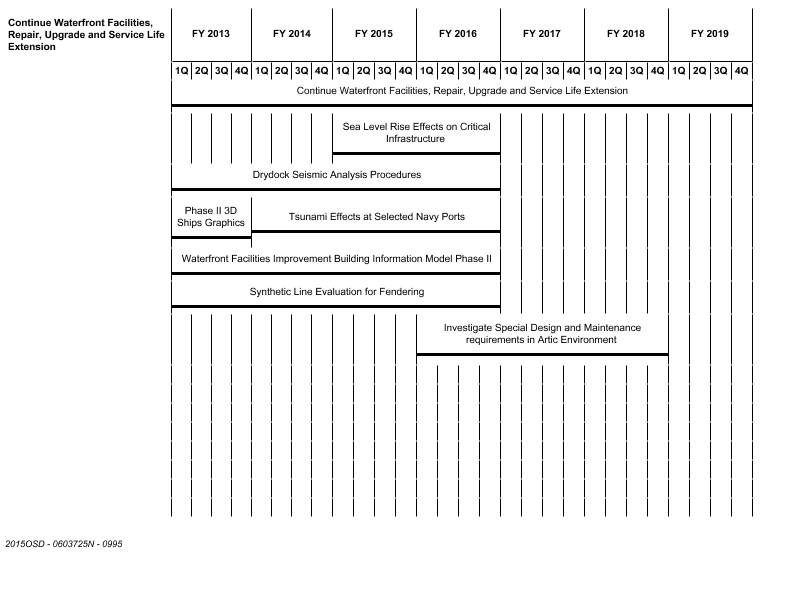 Continue Waterfront Facilities,
Repair, Upgrade and Service Life
Extension
FY 2013 FY 2014 FY 2015 FY 2016 FY 2017 FY 2018 FY 2019
1Q 2Q 3Q 4Q 1Q 2Q 3Q 4Q 1Q 2Q 3Q 4Q 1Q 2Q 3Q 4Q 1Q 2Q 3Q 4Q 1Q 2Q 3Q 4Q 1Q 2Q 3Q 4Q
Continue Waterfront Facilities, Repair, Upgrade and Service Life Extension
Sea Level Rise Effects on Critical
Infrastructure
Drydock Seismic Analysis Procedures
Phase II 3D
Ships Graphics
Tsunami Effects at Selected Navy Ports
Waterfront Facilities Improvement Building Information Model Phase II
Synthetic Line Evaluation for Fendering
Investigate Special Design and Maintenance
requirements in Artic Environment
2015OSD - 0603725N - 0995